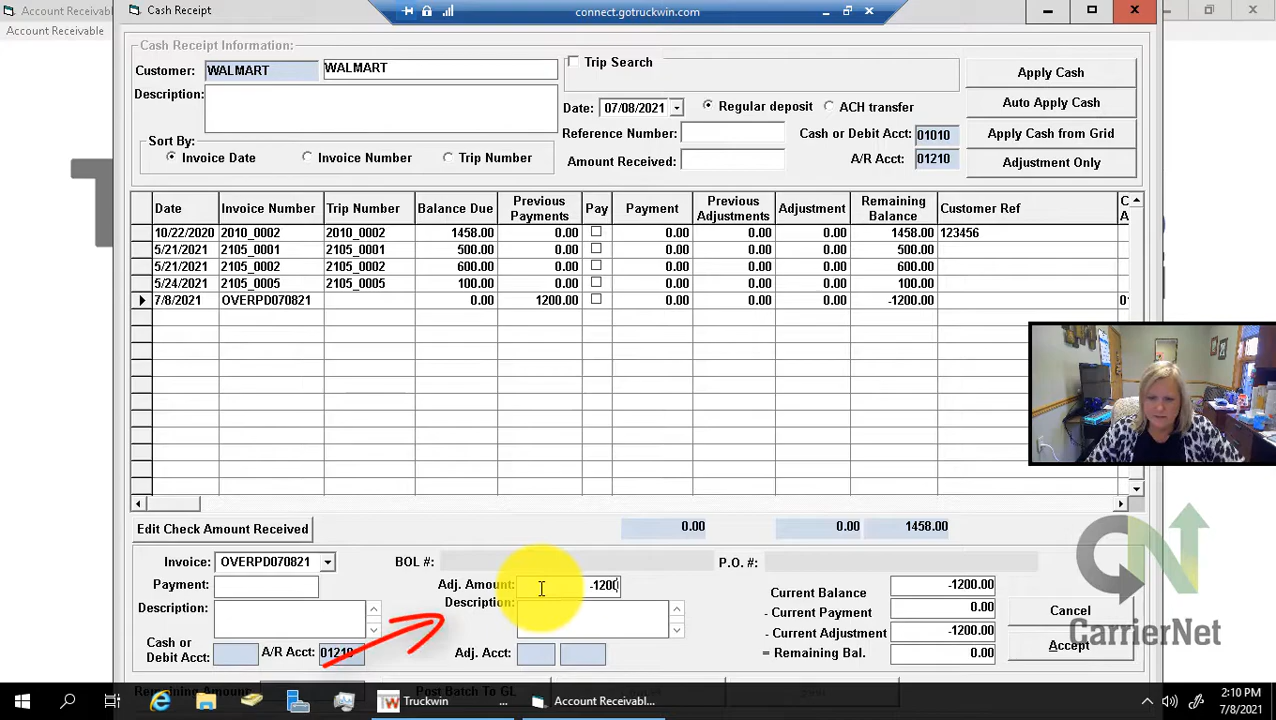 Account Receivable
Cash Receipt
connect.gotruckwin.com
Account Receivable
Cash Receipt Information:
Customer: WALMART WALMART
Description:
Sort By:
Invoice Date Invoice Number Trip Number
Trip Search
Date: 07/08/2021 Regular deposit ACH transfer
Reference Number: Cash or Debit Acct: 01010
Amount Received: A/R Acct: 01210
Apply Cash
Auto Apply Cash
Apply Cash from Grid
Adjustment Only
Date Invoice Number Trip Number Balance Due Previous Payments Pay Payment Previous Adjustments Adjustment Remaining Balance Customer Ref C A
10/22/2020 2010_0002 2010_0002 1458.00 0.00 0.00 0.00 0.00 1458.00 123456
5/21/2021 2105_0001 2105_0001 500.00 0.00 0.00 0.00 0.00 500.00
5/21/2021 2105_0002 2105_0002 600.00 0.00 0.00 0.00 0.00 600.00
5/24/2021 2105_0005 2105_0005 100.00 0.00 0.00 0.00 0.00 100.00
7/8/2021 OVERPD070821 0.00 1200.00 0.00 0.00 0.00 -1200.00
Edit Check Amount Received 0.00 0.00 1458.00
Invoice: OVERPD070821 BOL #: P.O. #:
Payment: Adj. Amount: -1200
Description: Description:
Cash or Debit Acct: A/R Acct: 01210 Adj. Acct:
Current Balance -1200.00
- Current Payment 0.00
- Current Adjustment -1200.00
= Remaining Bal. 0.00
Cancel
Accept
CarrierNet
Remaining Amount Post Batch To GL
Truckwin ...
Account Receivabl...
2:10 PM
7/8/2021